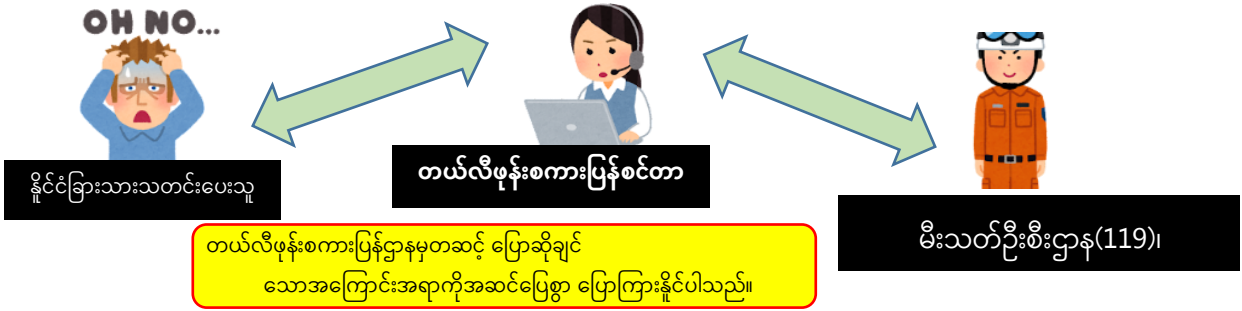 OH NO...
နိူင်ငံခြားသားသတင်းပေးသူ
တယ်လီဖုန်းစကားပြန်စင်တာ
မီးသတ်ဦးစီးဌာန(119)၊
တယ်လီဖုန်းစကားပြန်ဌာနမှတဆင့် ပြောဆိုချင်
သောအကြောင်းအရာကိုအဆင်ပြေစွာ ပြောကြားနိူင်ပါသည်။